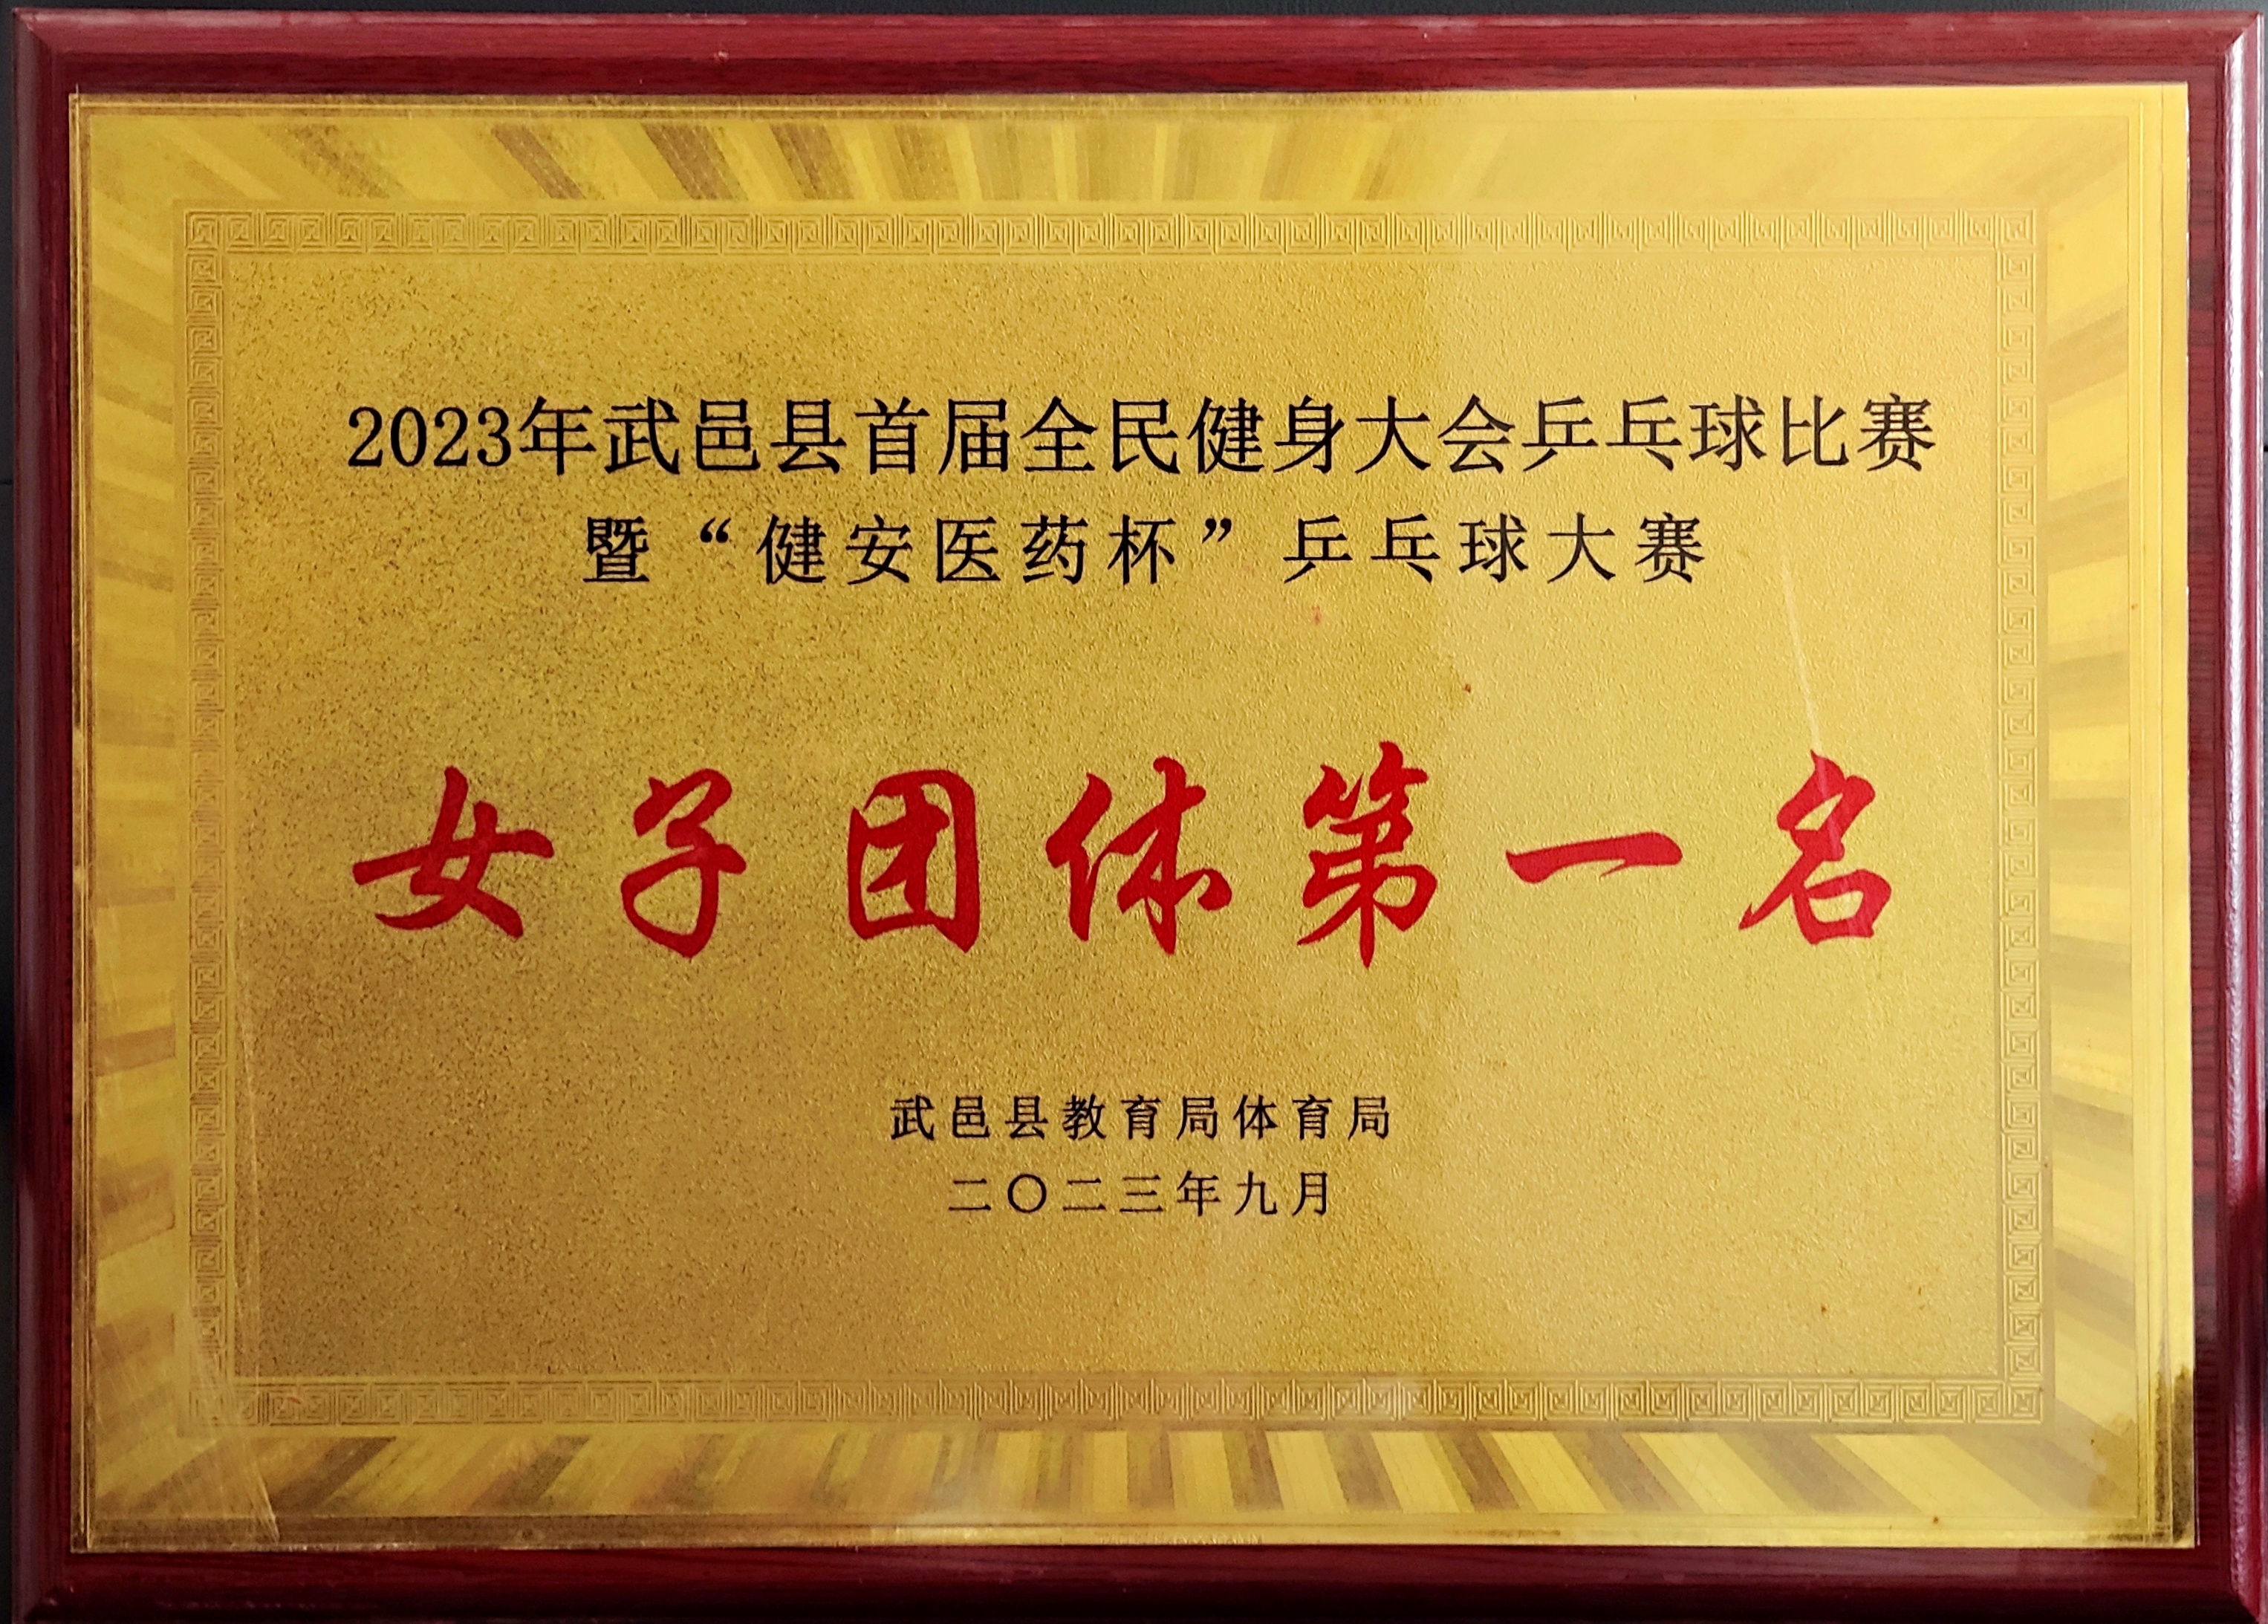 2023年武邑县首届全民健身大会乒乓球比赛
暨“健安医药杯”乒乓球大赛
女子团体第一名
武邑县教育局体育局
二〇二三年九月